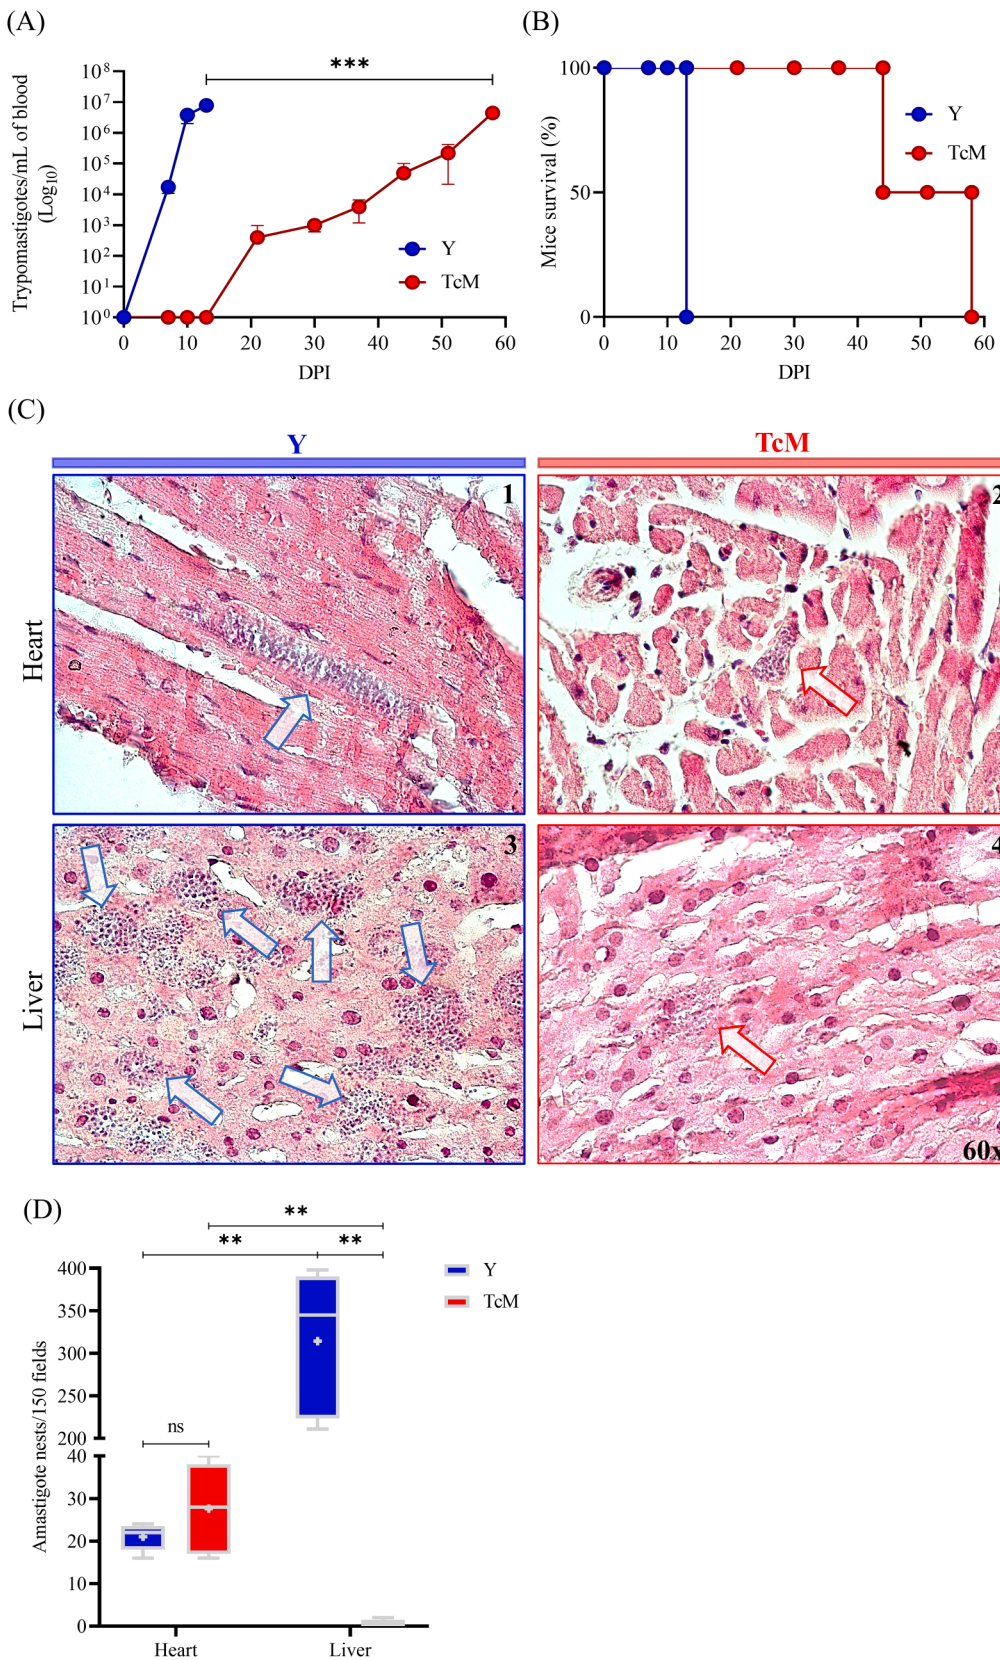 (A)
***
10⁸
10⁷
10⁶
10⁵
10⁴
10³
10²
10¹
10⁰
Trypomastigotes/mL of blood
(Log₁₀)
Y
TcM
0 10 20 30 40 50 60
DPI
(B)
100
50
0
Mice survival (%)
Y
TcM
0 10 20 30 40 50 60
DPI
(C)
Y
TcM
Heart
1
2
Liver
3
4
60x
(D)
**
** **
400
350
300
250
200
40
30
20
10
0
Amastigote nests/150 fields
ns
Y
TcM
Heart Liver